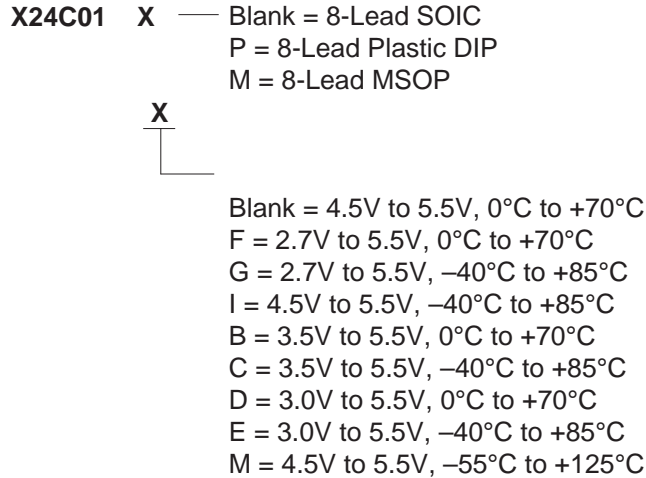 X24C01 X Blank = 8-Lead SOIC
P = 8-Lead Plastic DIP
M = 8-Lead MSOP
X
Blank = 4.5V to 5.5V, 0°C to +70°C
F = 2.7V to 5.5V, 0°C to +70°C
G = 2.7V to 5.5V, –40°C to +85°C
I = 4.5V to 5.5V, –40°C to +85°C
B = 3.5V to 5.5V, 0°C to +70°C
C = 3.5V to 5.5V, –40°C to +85°C
D = 3.0V to 5.5V, 0°C to +70°C
E = 3.0V to 5.5V, –40°C to +85°C
M = 4.5V to 5.5V, –55°C to +125°C